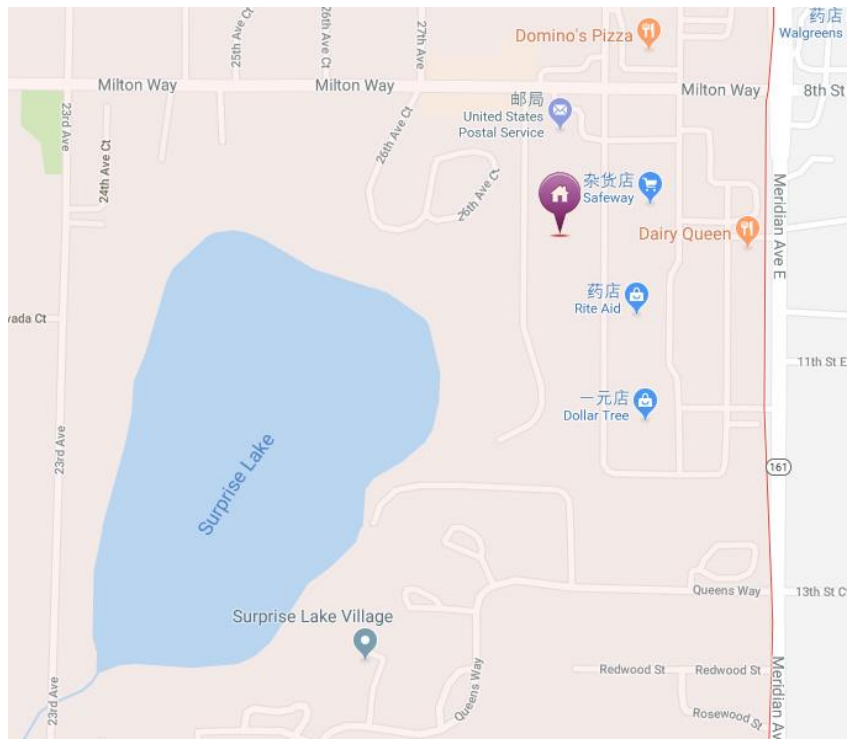 26th Ave Ct
27th Ave
25th Ave Ct
药店
Walgreens
Domino's Pizza
Milton Way
Milton Way
Milton Way
8th St
邮局
United States
Postal Service
23rd Ave
24th Ave Ct
26th Ave Ct
26th Ave Ct
杂货店
Safeway
Dairy Queen
Meridian Ave E
药店
Rite Aid
vada Ct
11th St E
一元店
Dollar Tree
23rd Ave
Surprise Lake
161
Queens Way
13th St C
Surprise Lake Village
Redwood St
Redwood St
Queens Way
Rosewood St
Meridian Av
23rd Ave